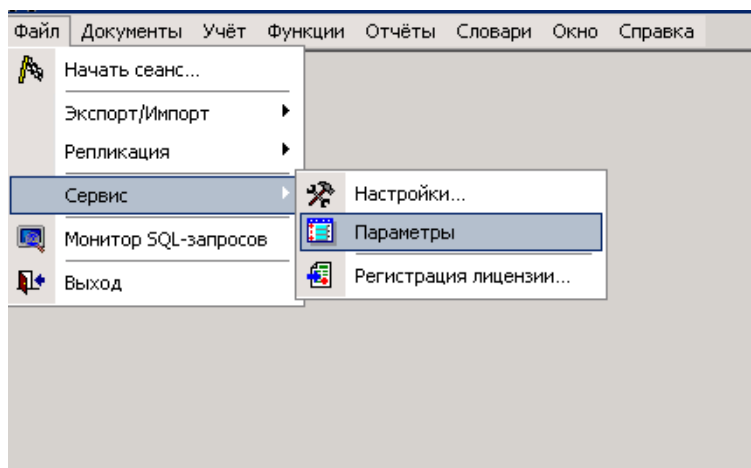 Файл Документы Учёт Функции Отчёты Словари Окно Справка
Начать сеанс...
Экспорт/Импорт
Репликация
Сервис
Настройки...
Параметры
Регистрация лицензии...
Монитор SQL-запросов
Выход